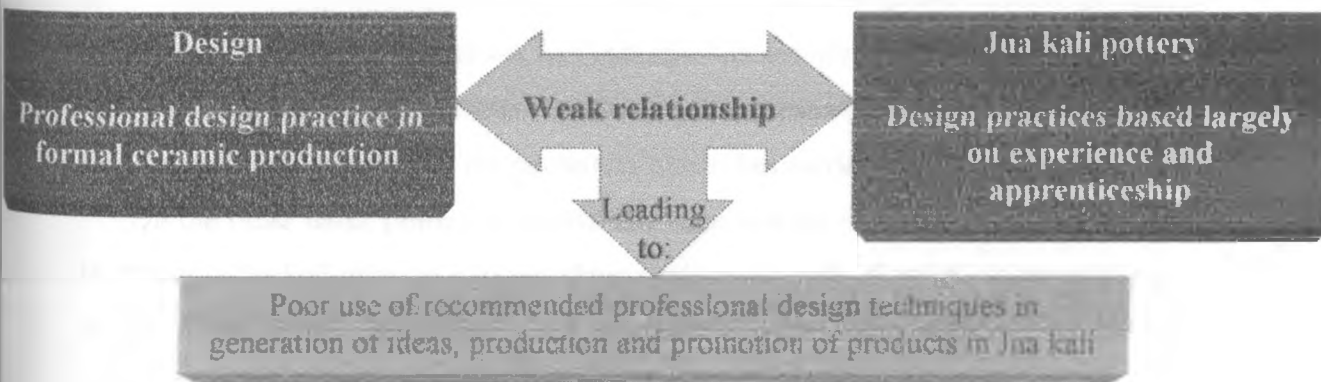 Design
Professional design practice in
formal ceramic production
Weak relationship
Jua kali pottery
Design practices based largely
on experience and
apprenticeship
Leading
to:
Poor use of recommended professional design techniques in
generation of ideas, production and promotion of products in Jua kali